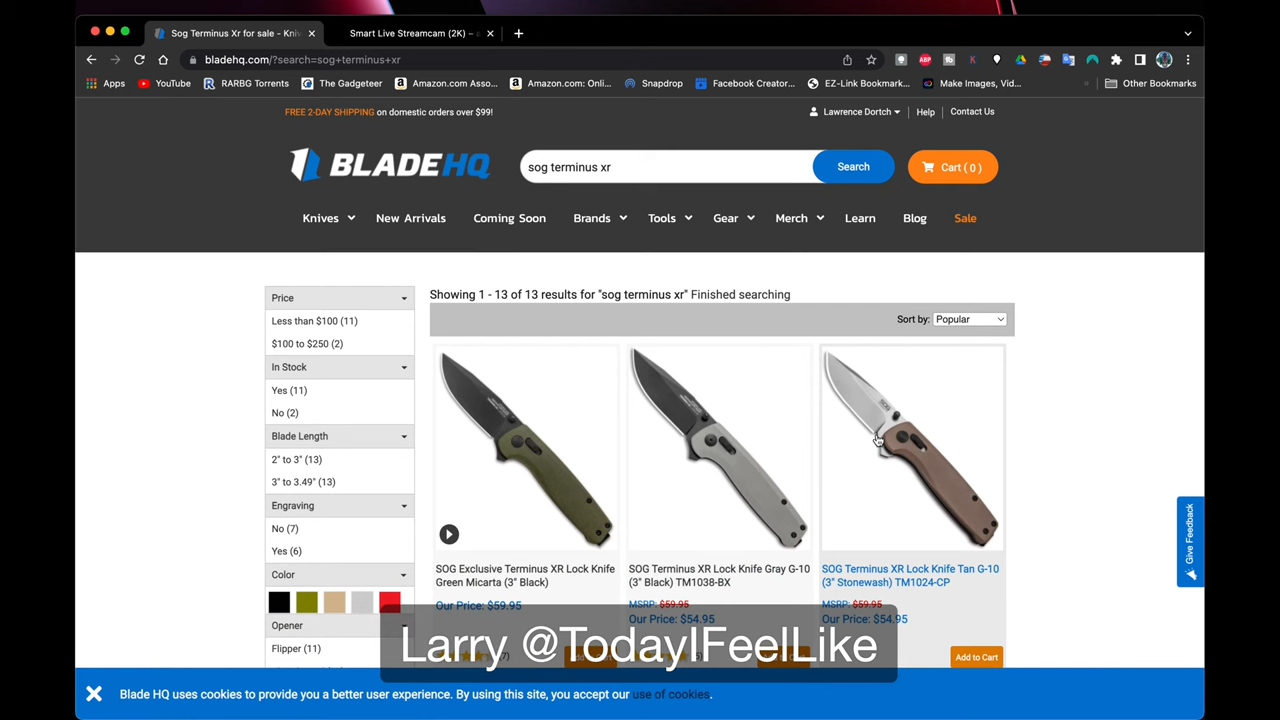 Sog Terminus Xr for sale - Kniv
Smart Live Streamcam (2K) –
bladehq.com/?search=sog+terminus+xr
Apps
YouTube
RARBG Torrents
The Gadgeteer
Amazon.com Asso...
Amazon.com: Onli...
Snapdrop
Facebook Creator...
EZ-Link Bookmark...
Make Images, Vid...
Other Bookmarks
FREE 2-DAY SHIPPING on domestic orders over $99!
Lawrence Dortch
Help
Contact Us
BLADEHQ
sog terminus xr
Search
Cart ( 0 )
Knives
New Arrivals
Coming Soon
Brands
Tools
Gear
Merch
Learn
Blog
Sale
Price
Less than $100 (11)
$100 to $250 (2)
In Stock
Yes (11)
No (2)
Blade Length
2" to 3" (13)
3" to 3.49" (13)
Engraving
No (7)
Yes (6)
Color
Opener
Flipper (11)
Showing 1 - 13 of 13 results for "sog terminus xr" Finished searching
Sort by: Popular
SOG Exclusive Terminus XR Lock Knife
Green Micarta (3" Black)
Our Price: $59.95
SOG Terminus XR Lock Knife Gray G-10
(3" Black) TM1038-BX
MSRP: $59.95
Our Price: $54.95
SOG Terminus XR Lock Knife Tan G-10
(3" Stonewash) TM1024-CP
MSRP: $59.95
Our Price: $54.95
Add to Cart
Give Feedback
Larry @TodayIFeelLike
Blade HQ uses cookies to provide you a better user experience. By using this site, you accept our use of cookies.